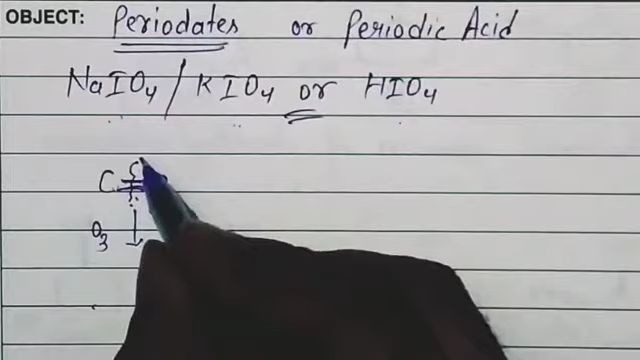 OBJECT: Periodates or Periodic Acid
NaIO4 / KIO4 or HIO4
C
O3